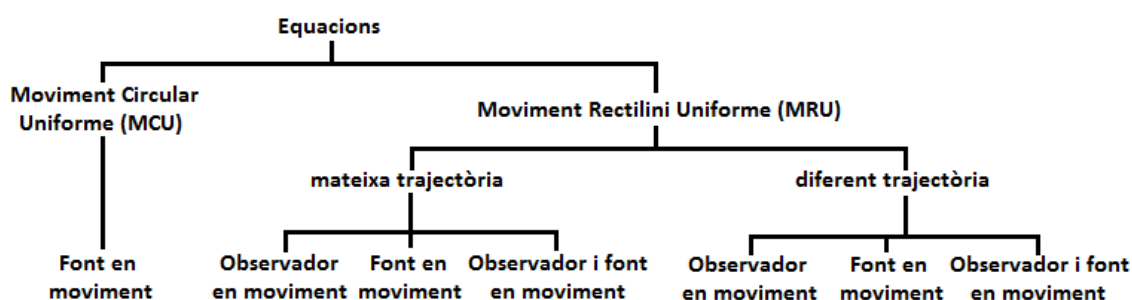 Equacions
Moviment Circular
Uniforme (MCU)
Moviment Rectilini Uniforme (MRU)
mateixa trajectòria
diferent trajectòria
Font en
moviment
Observador
en moviment
Font en
moviment
Observador i font
en moviment
Observador
en moviment
Font en
moviment
Observador i font
en moviment